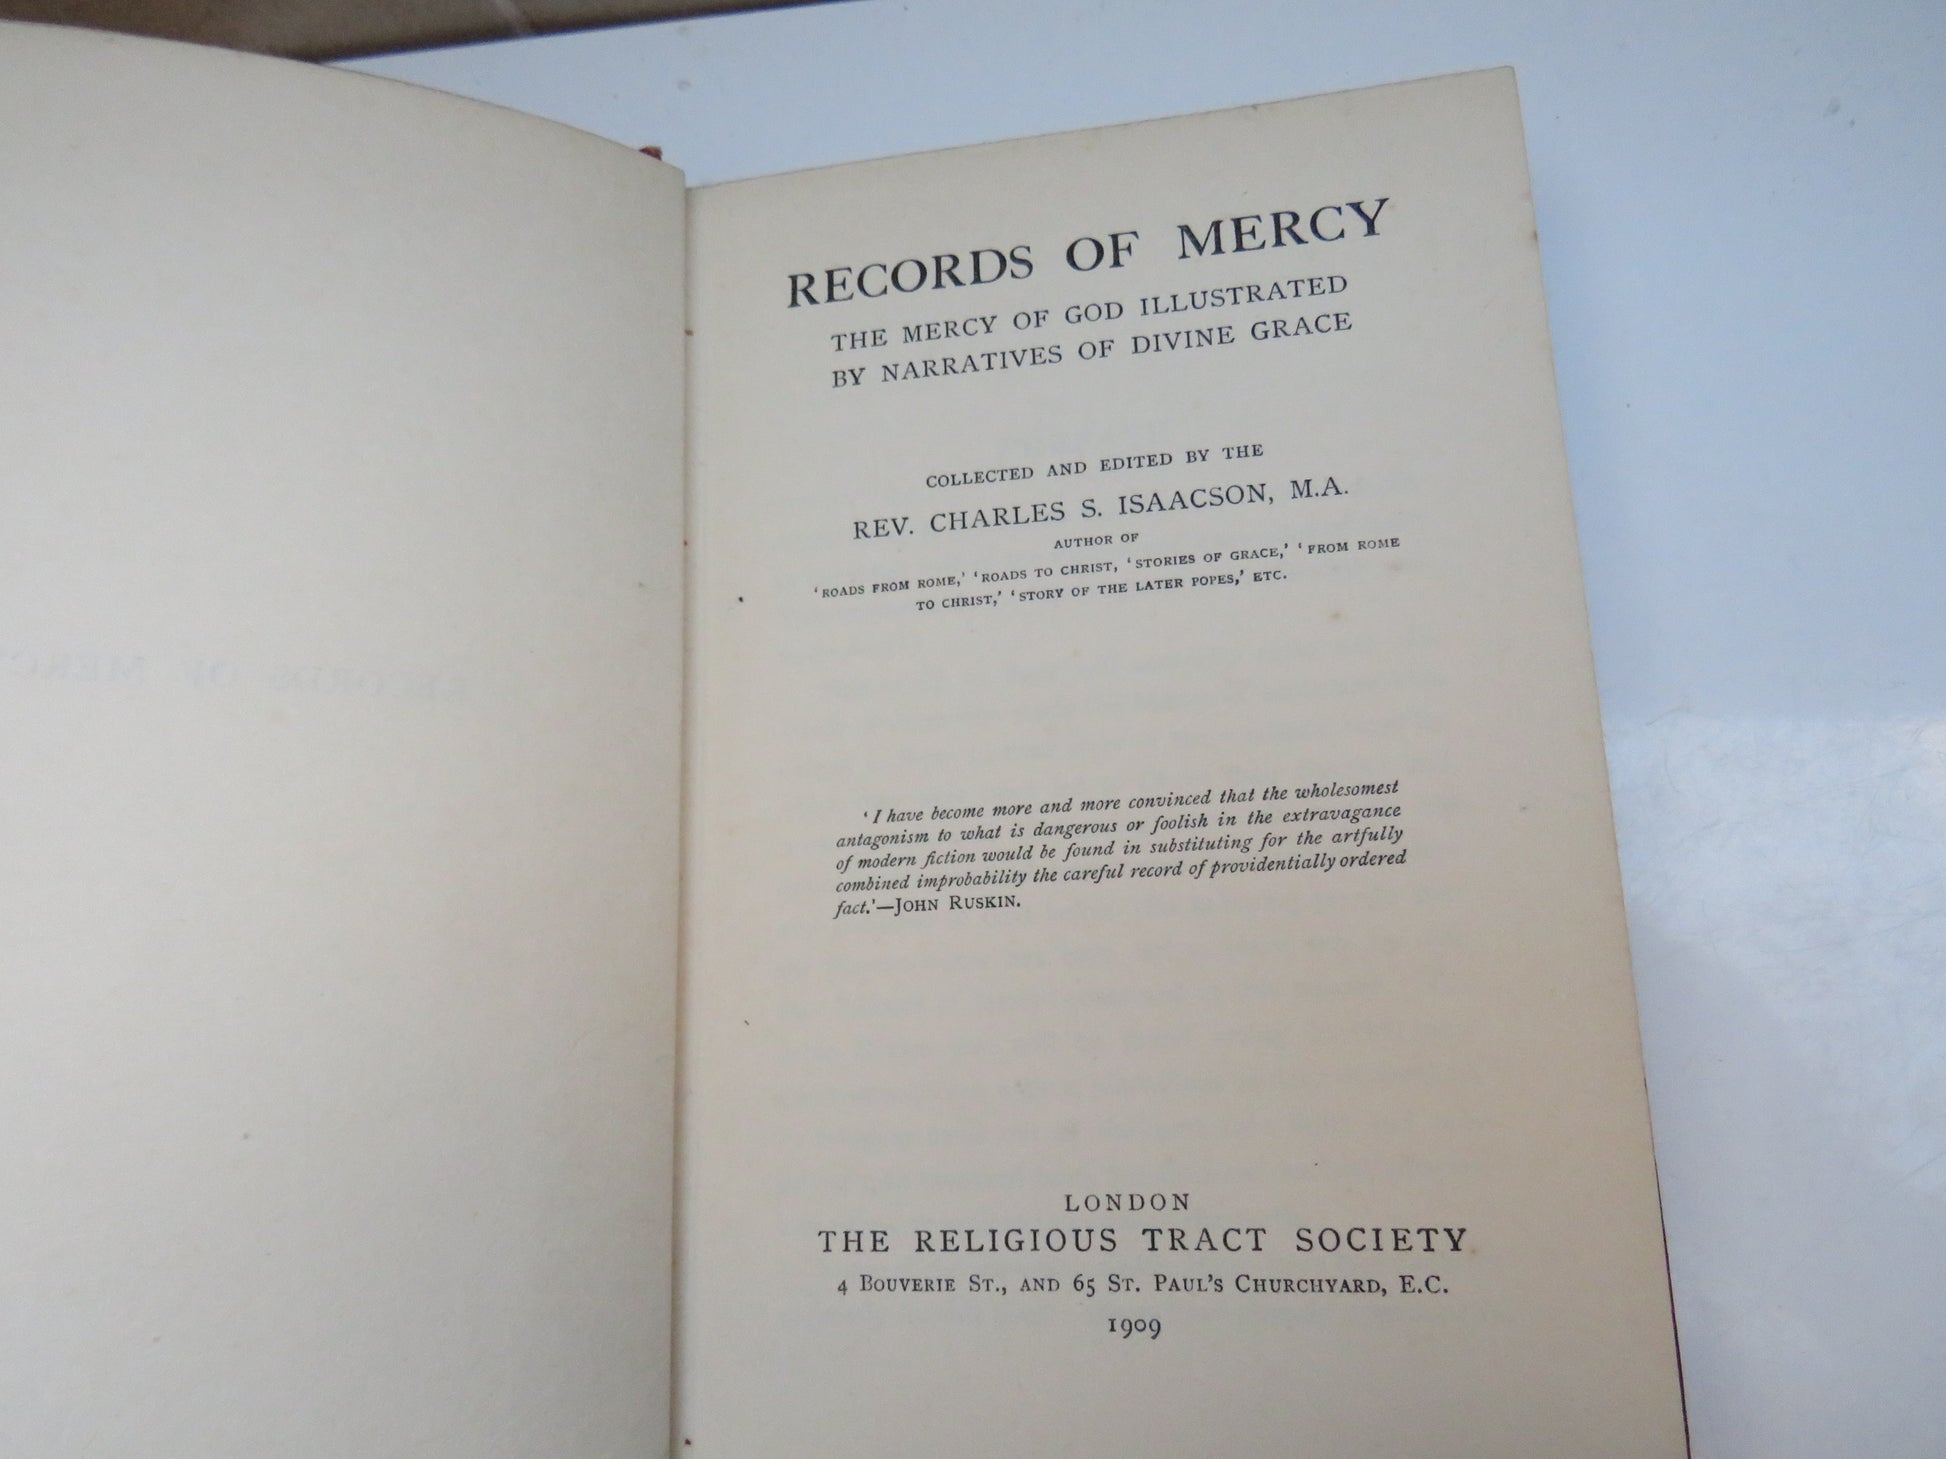 RECORDS OF MERCY
THE MERCY OF GOD ILLUSTRATED
BY NARRATIVES OF DIVINE GRACE
COLLECTED AND EDITED BY THE
REV. CHARLES S. ISAACSON, M.A.
AUTHOR OF
'ROADS FROM ROME,' 'ROADS TO CHRIST, 'STORIES OF GRACE,' 'FROM ROME
TO CHRIST,' 'STORY OF THE LATER POPES,' ETC.
'I have become more and more convinced that the wholesomest
antagonism to what is dangerous or foolish in the extravagance
of modern fiction would be found in substituting for the artfully
combined improbability the careful record of providentially ordered
fact.'—JOHN RUSKIN.
LONDON
THE RELIGIOUS TRACT SOCIETY
4 BOUVERIE ST., AND 65 ST. PAUL'S CHURCHYARD, E.C.
1909